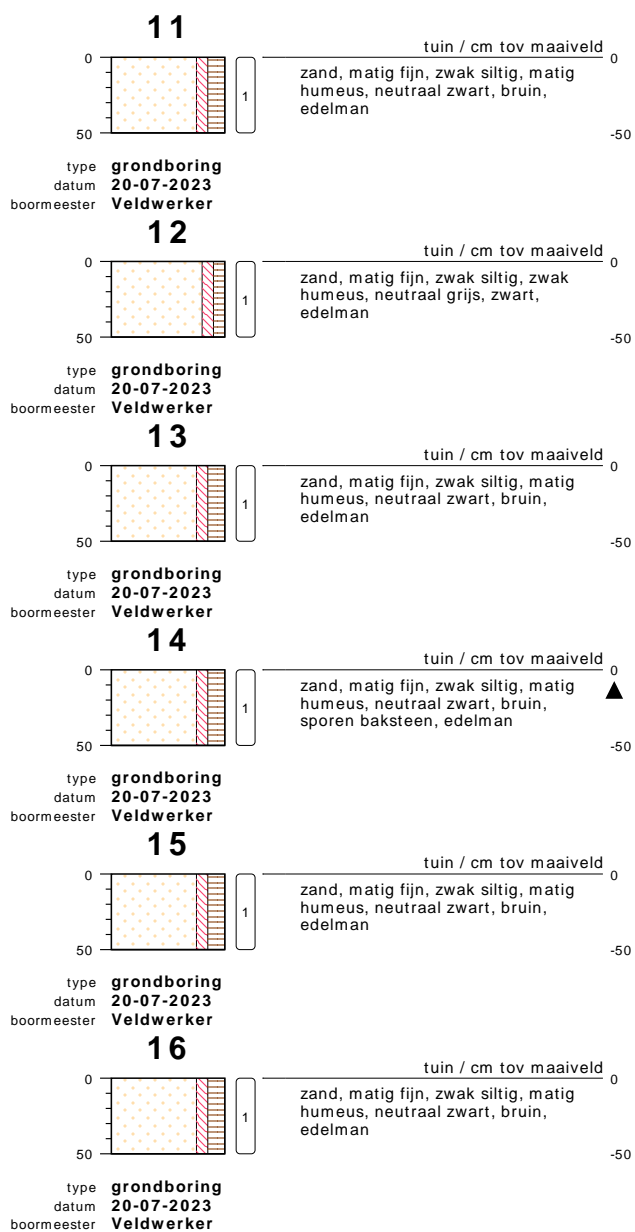 11
tuin / cm tov maaiveld
0 0
zand, matig fijn, zwak siltig, matig
1 humeus, neutraal zwart, bruin,
edelman
50 -50
type grondboring
datum 20-07-2023
boormeester Veldwerker
12
tuin / cm tov maaiveld
0 0
zand, matig fijn, zwak siltig, zwak
1 humeus, neutraal grijs, zwart,
edelman
50 -50
type grondboring
datum 20-07-2023
boormeester Veldwerker
13
tuin / cm tov maaiveld
0 0
zand, matig fijn, zwak siltig, matig
1 humeus, neutraal zwart, bruin,
edelman
50 -50
type grondboring
datum 20-07-2023
boormeester Veldwerker
14
tuin / cm tov maaiveld
0 0
zand, matig fijn, zwak siltig, matig
1 humeus, neutraal zwart, bruin,
sporen baksteen, edelman
50 -50
type grondboring
datum 20-07-2023
boormeester Veldwerker
15
tuin / cm tov maaiveld
0 0
zand, matig fijn, zwak siltig, matig
1 humeus, neutraal zwart, bruin,
edelman
50 -50
type grondboring
datum 20-07-2023
boormeester Veldwerker
16
tuin / cm tov maaiveld
0 0
zand, matig fijn, zwak siltig, matig
1 humeus, neutraal zwart, bruin,
edelman
50 -50
type grondboring
datum 20-07-2023
boormeester Veldwerker